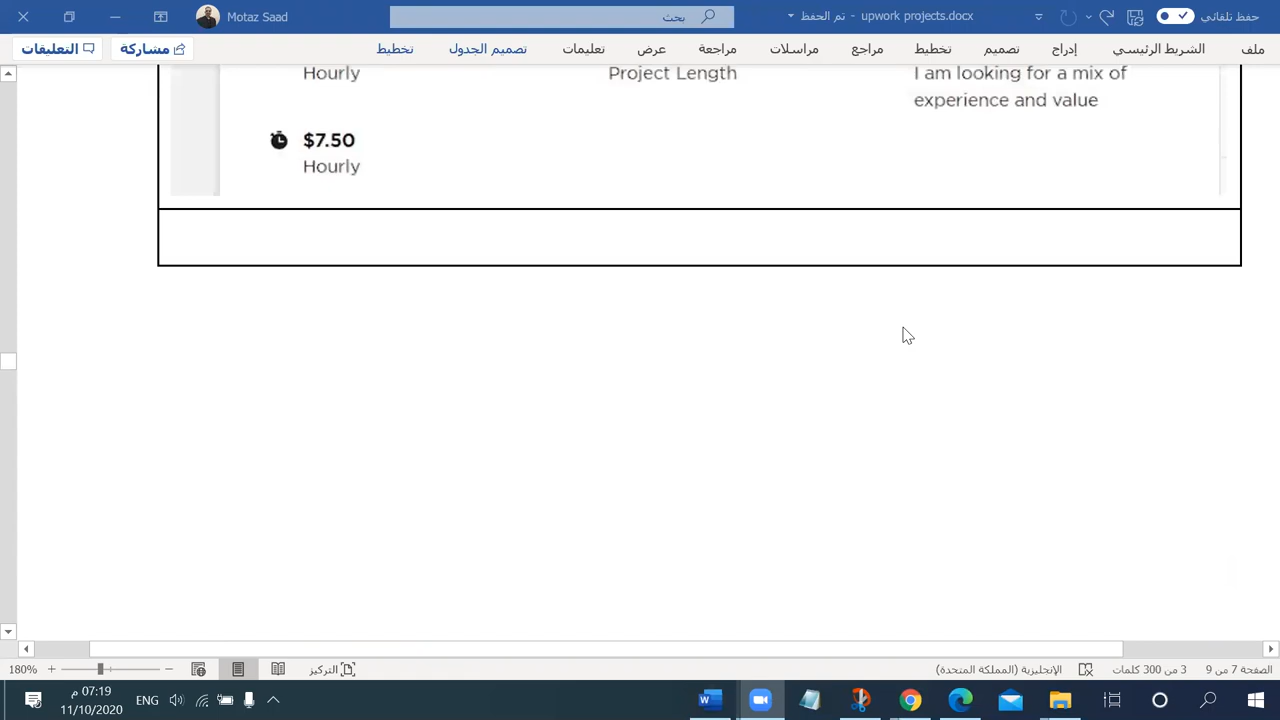 حفظ تلقائي
upwork projects.docx - تم الحفظ
بحث
Motaz Saad
ملف
الشريط الرئيسي
إدراج
تصميم
تخطيط
مراجع
مراسلات
مراجعة
عرض
تعليمات
تصميم الجدول
تخطيط
مشاركة
التعليقات
Hourly
Project Length
I am looking for a mix of
experience and value
$7.50
Hourly
الصفحة 7 من 9
3 من 300 كلمات
الإنجليزية (المملكة المتحدة)
التركيز
180%
ENG
07:19 م
11/10/2020